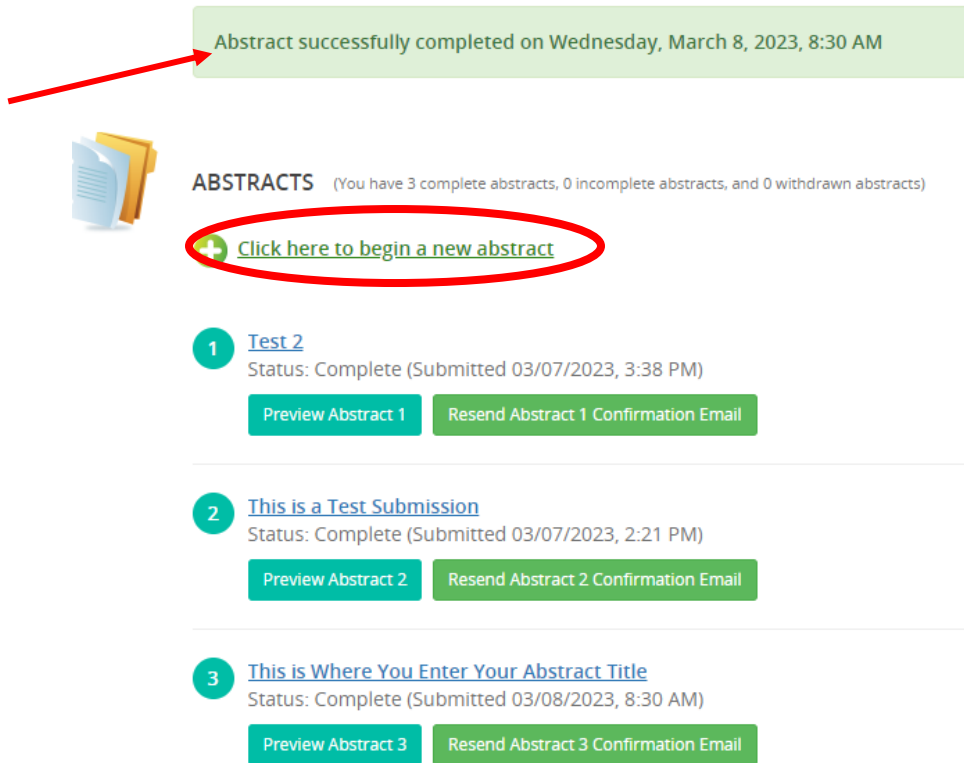 Abstract successfully completed on Wednesday, March 8, 2023, 8:30 AM
ABSTRACTS (You have 3 complete abstracts, 0 incomplete abstracts, and 0 withdrawn abstracts)
Click here to begin a new abstract
1 Test 2
Status: Complete (Submitted 03/07/2023, 3:38 PM)
Preview Abstract 1 Resend Abstract 1 Confirmation Email
2 This is a Test Submission
Status: Complete (Submitted 03/07/2023, 2:21 PM)
Preview Abstract 2 Resend Abstract 2 Confirmation Email
3 This is Where You Enter Your Abstract Title
Status: Complete (Submitted 03/08/2023, 8:30 AM)
Preview Abstract 3 Resend Abstract 3 Confirmation Email